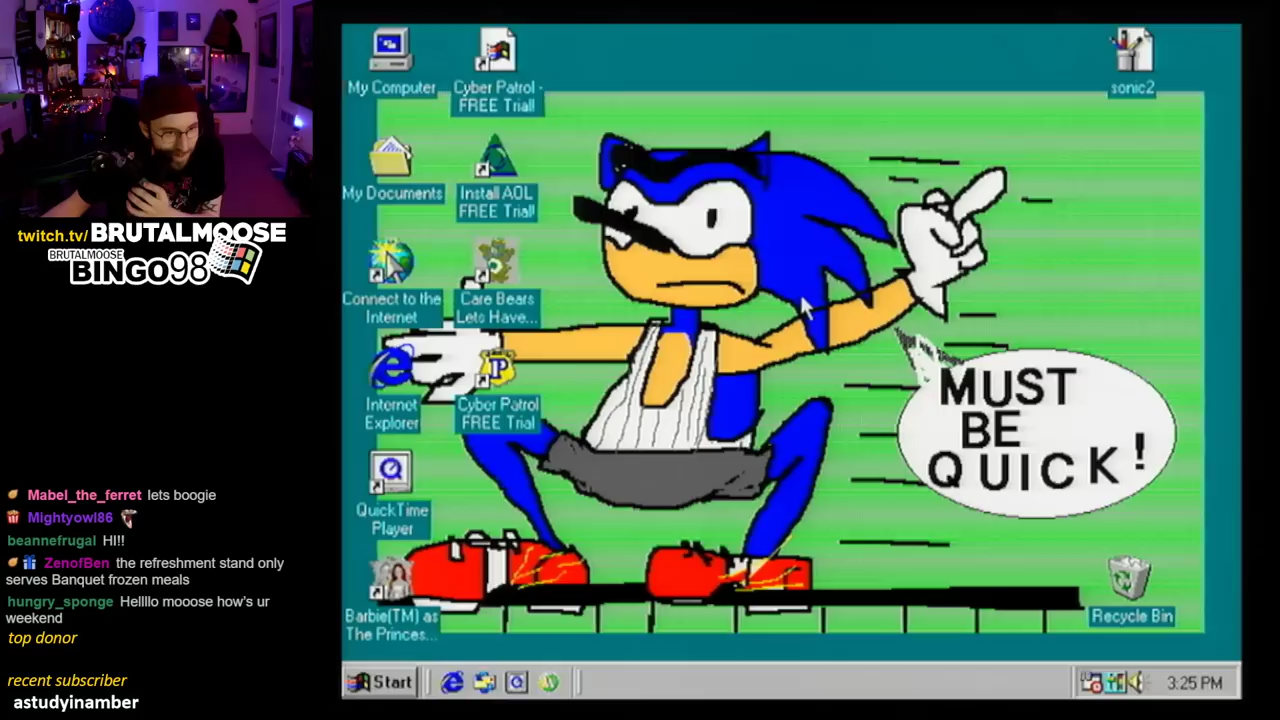 twitch.tv/BRUTALMOOSE
BRUTALMOOSE
BINGO98
Mabel_the_ferret lets boogie
Mightyowl86
beannefrugal HI!!
ZenofBen the refreshment stand only
serves Banquet frozen meals
hungry_sponge Hellllo mooose how's ur
weekend
top donor
recent subscriber
astudyinamber
My Computer
Cyber Patrol -
FREE Trial!
sonic2
My Documents
Install AOL
FREE Trial!
Connect to the
Internet
Care Bears
Lets Have...
Internet
Explorer
Cyber Patrol
FREE Trial
MUST
BE
QUICK!
QuickTime
Player
Barbie(TM) as
The Princes...
Recycle Bin
Start
3:25 PM